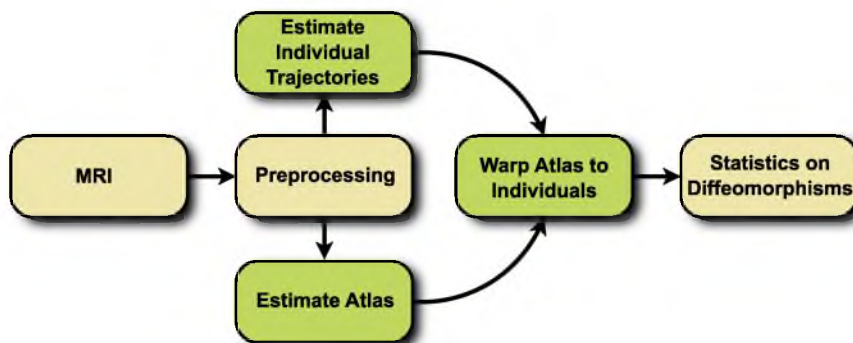 Estimate
Individual
Trajectories
MRI
Preprocessing
Warp Atlas to
Individuals
Statistics on
Diffeomorphisms
Estimate Atlas